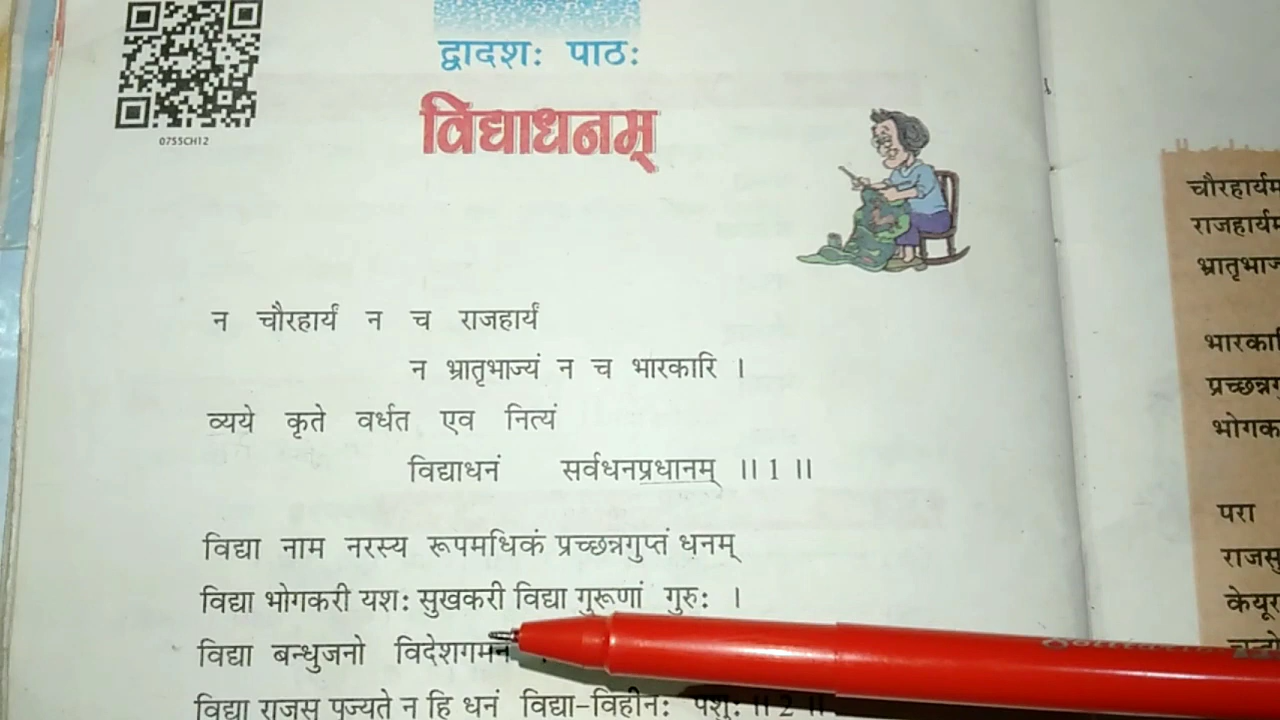 0755CH12
द्वादशः पाठः
विद्याधनम्
न चौरहार्यं न च राजहार्यं
न भ्रातृभाज्यं न च भारकारि ।
व्यये कृते वर्धत एव नित्यं
विद्याधनं सर्वधनप्रधानम् ॥ 1 ॥
विद्या नाम नरस्य रूपमधिकं प्रच्छन्नगुप्तं धनम्
विद्या भोगकरी यशः सुखकरी विद्या गुरूणां गुरुः ।
विद्या बन्धुजनो विदेशगमने
विद्या राजसु पूज्यते न हि धनं विद्या-विहीनः पशुः ॥ 2 ॥
चौरहार्यम
राजहार्यम
भ्रातृभाज
भारकारि
प्रच्छन्नग
भोगक
परा
राजसु
केयूर